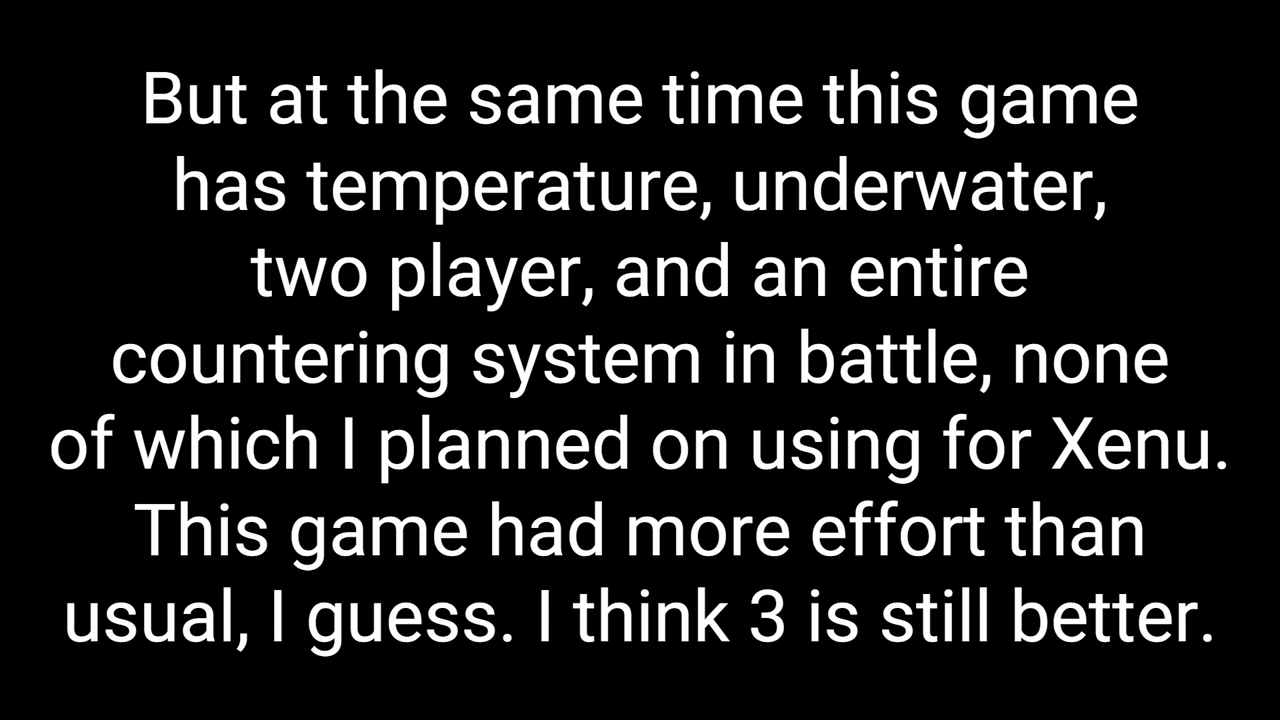 But at the same time this game
has temperature, underwater,
two player, and an entire
countering system in battle, none
of which I planned on using for Xenu.
This game had more effort than
usual, I guess. I think 3 is still better.